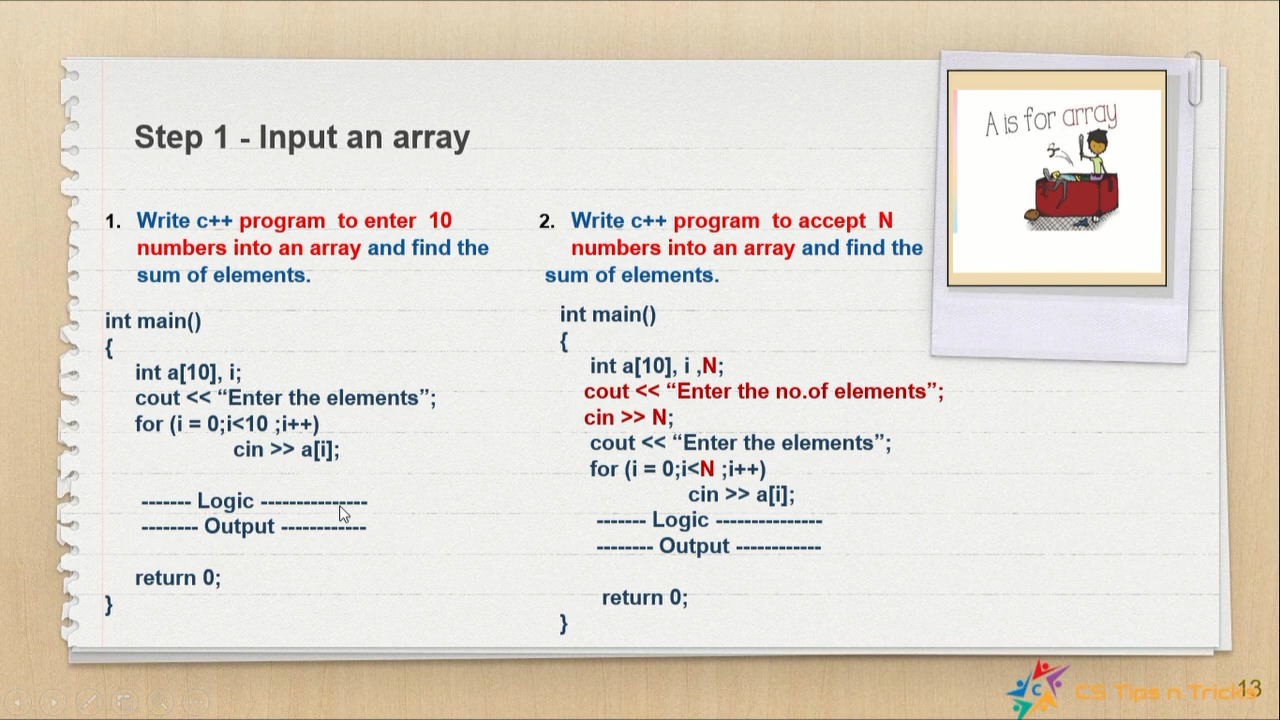 Step 1 - Input an array
A is for array
1. Write c++ program to enter 10
numbers into an array and find the
sum of elements.
int main()
{
int a[10], i;
cout << “Enter the elements”;
for (i = 0;i<10 ;i++)
cin >> a[i];
------- Logic ---------------
-------- Output ------------
return 0;
}
2. Write c++ program to accept N
numbers into an array and find the
sum of elements.
int main()
{
int a[10], i ,N;
cout << “Enter the no.of elements”;
cin >> N;
cout << “Enter the elements”;
for (i = 0;i<N ;i++)
cin >> a[i];
------- Logic ---------------
-------- Output ------------
return 0;
}
C CS Tips n Tricks
13